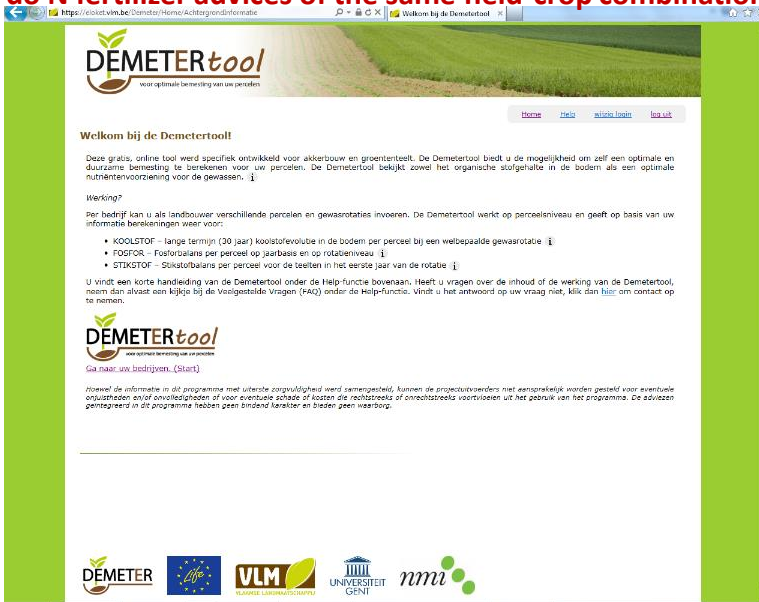 do N fertilizer advices of the same field-crop combination
https://eloket.vlm.be/Demeter/Home/Achtergrondinformatie
Welkom bij de Demetertool
DEMETERtool
voor optimale bemesting van uw percelen
Home Help wijzig login log uit
Welkom bij de Demetertool!
Deze gratis, online tool werd specifiek ontwikkeld voor akkerbouw en groententeelt. De Demetertool biedt u de mogelijkheid om zelf een optimale en
duurzame bemesting te berekenen voor uw percelen. De Demetertool bekijkt zowel het organische stofgehalte in de bodem als een optimale
nutriëntenvoorziening voor de gewassen. i
Werking?
Per bedrijf kan u als landbouwer verschillende percelen en gewasrotaties invoeren. De Demetertool werkt op perceelsniveau en geeft op basis van uw
informatie berekeningen weer voor:
• KOOLSTOF – lange termijn (30 jaar) koolstofevolutie in de bodem per perceel bij een welbepaalde gewasrotatie i
• FOSFOR – Fosforbalans per perceel op jaarbasis en op rotatieniveau i
• STIKSTOF – Stikstofbalans per perceel voor de teelten in het eerste jaar van de rotatie i
U vindt een korte handleiding van de Demetertool onder de Help-functie bovenaan. Heeft u vragen over de inhoud of de werking van de Demetertool,
neem dan alvast een kijkje bij de Veelgestelde Vragen (FAQ) onder de Help-functie. Vindt u het antwoord op uw vraag niet, klik dan hier om contact op
te nemen.
DEMETERtool
voor optimale bemesting van uw percelen
Ga naar uw bedrijven. (Start)
Hoewel de informatie in dit programma met uiterste zorgvuldigheid werd samengesteld, kunnen de projectuitvoerders niet aansprakelijk worden gesteld voor eventuele
onjuistheden en/of onvolledigheden of voor eventuele schade of kosten die rechtstreeks of onrechtstreeks voortvloeien uit het gebruik van het programma. De adviezen
geïntegreerd in dit programma hebben geen bindend karakter en bieden geen waarborg.
DEMETER Life VLM UNIVERSITEIT GENT nmi
VLAAMSE LANDMAATSCHAPPIJ